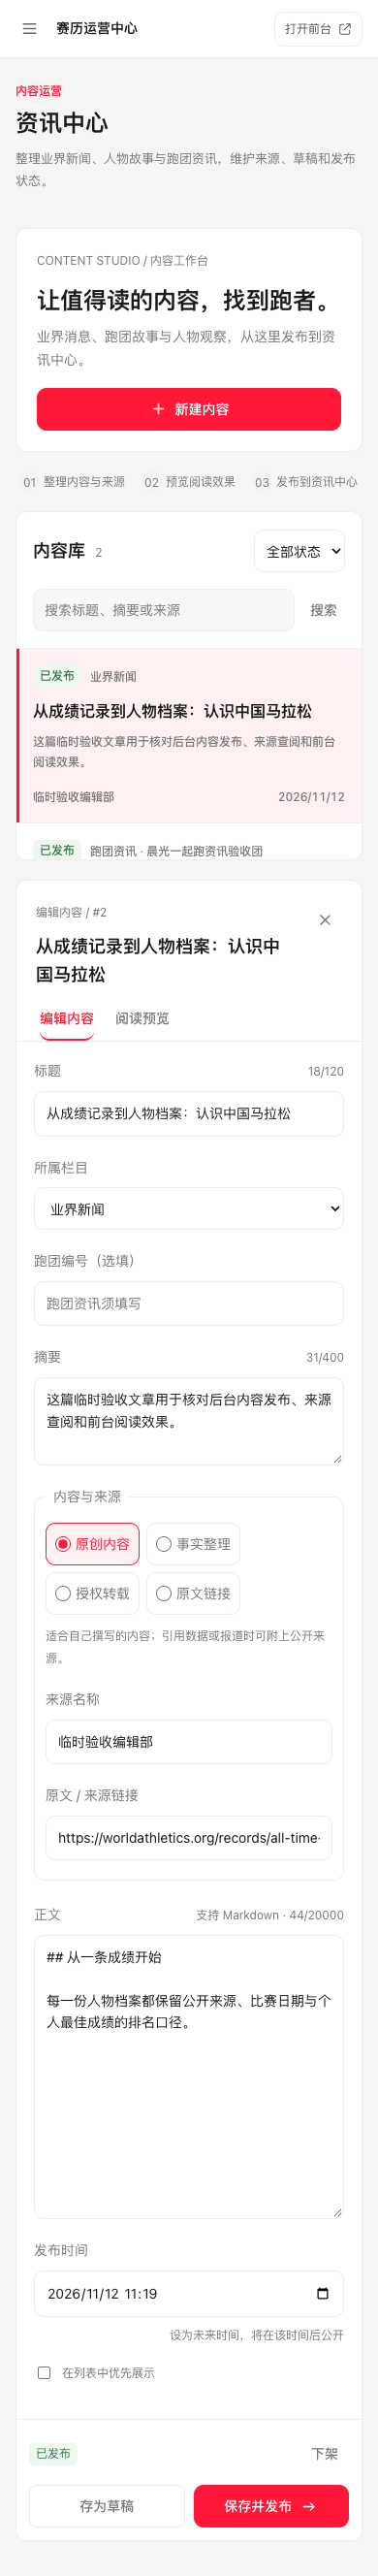 赛历运营中心
打开前台
内容运营
资讯中心
整理业界新闻、人物故事与跑团资讯，维护来源、草稿和发布
状态。
CONTENT STUDIO / 内容工作台
让值得读的内容，找到跑者。
业界消息、跑团故事与人物观察，从这里发布到资
讯中心。
+ 新建内容
01 整理内容与来源 02 预览阅读效果 03 发布到资讯中心
内容库 2
全部状态
搜索标题、摘要或来源
搜索
已发布 业界新闻
从成绩记录到人物档案：认识中国马拉松
这篇临时验收文章用于核对后台内容发布、来源查阅和前台
阅读效果。
临时验收编辑部 2026/11/12
已发布 跑团资讯 · 晨光一起跑资讯验收团
编辑内容 / #2
从成绩记录到人物档案：认识中
国马拉松
编辑内容 阅读预览
标题 18/120
从成绩记录到人物档案：认识中国马拉松
所属栏目
业界新闻
跑团编号（选填）
跑团资讯须填写
摘要 31/400
这篇临时验收文章用于核对后台内容发布、来源
查阅和前台阅读效果。
内容与来源
原创内容 事实整理
授权转载 原文链接
适合自己撰写的内容；引用数据或报道时可附上公开来
源。
来源名称
临时验收编辑部
原文 / 来源链接
https://worldathletics.org/records/all-time-
正文 支持 Markdown · 44/20000
## 从一条成绩开始
每一份人物档案都保留公开来源、比赛日期与个
人最佳成绩的排名口径。
发布时间
2026/11/12 11:19
设为未来时间，将在该时间后公开
在列表中优先展示
已发布 下架
存为草稿 保存并发布 →